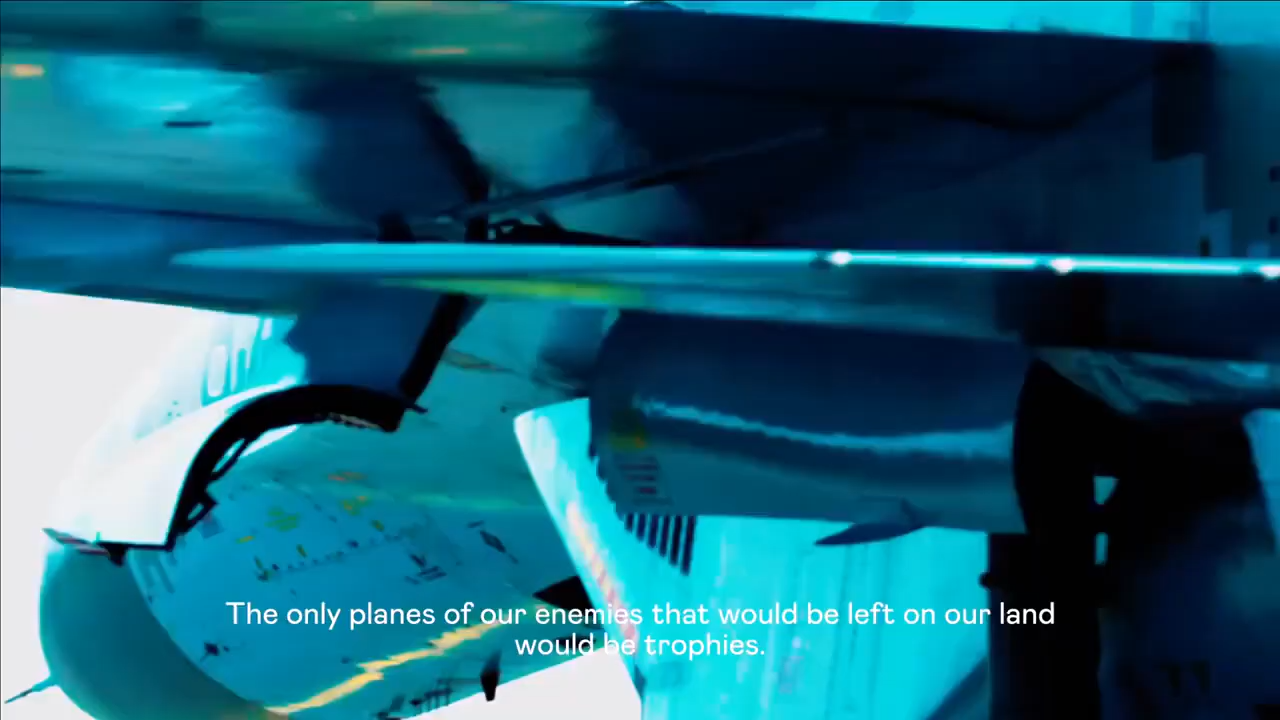 The only planes of our enemies that would be left on our land
would be trophies.